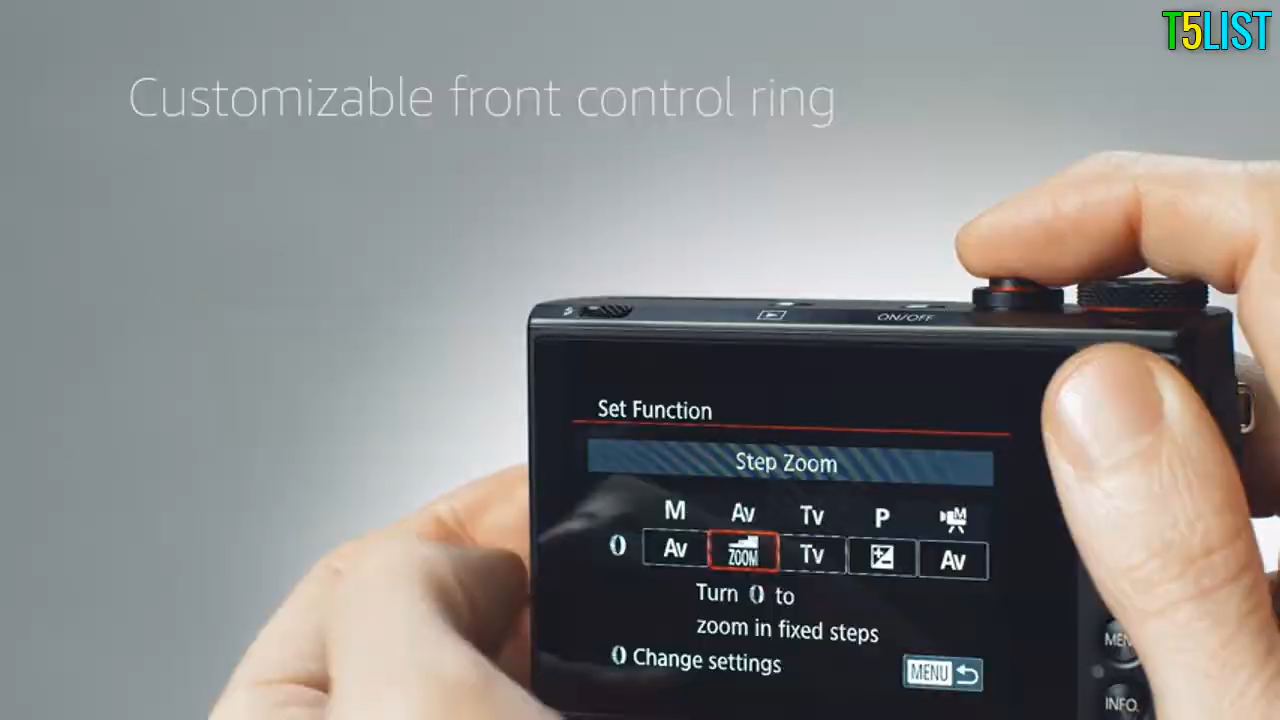 T5LIST
Customizable front control ring
ON/OFF
Set Function
Step Zoom
M Av Tv P M
Av ZOOM Tv Av
Turn to
zoom in fixed steps
Change settings
MENU
MENU
INFO.